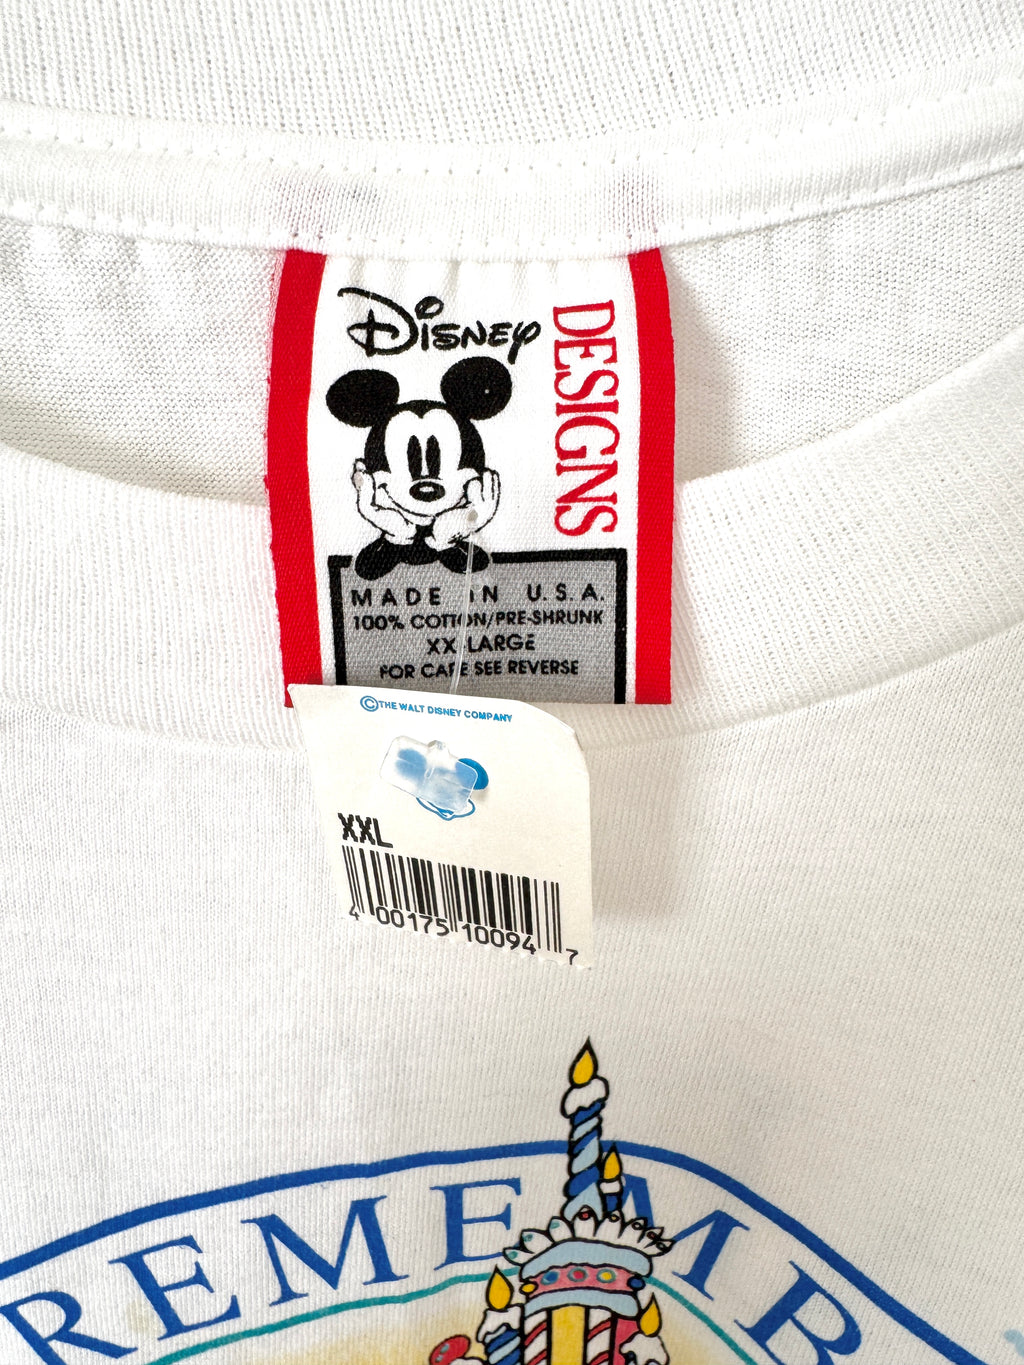 Disney
DESIGNS
MADE IN U.S.A.
100% COTTON/PRE-SHRUNK
XX LARGE
FOR CARE SEE REVERSE
©THE WALT DISNEY COMPANY
XXL
4 00175 10094 7
REMEMB